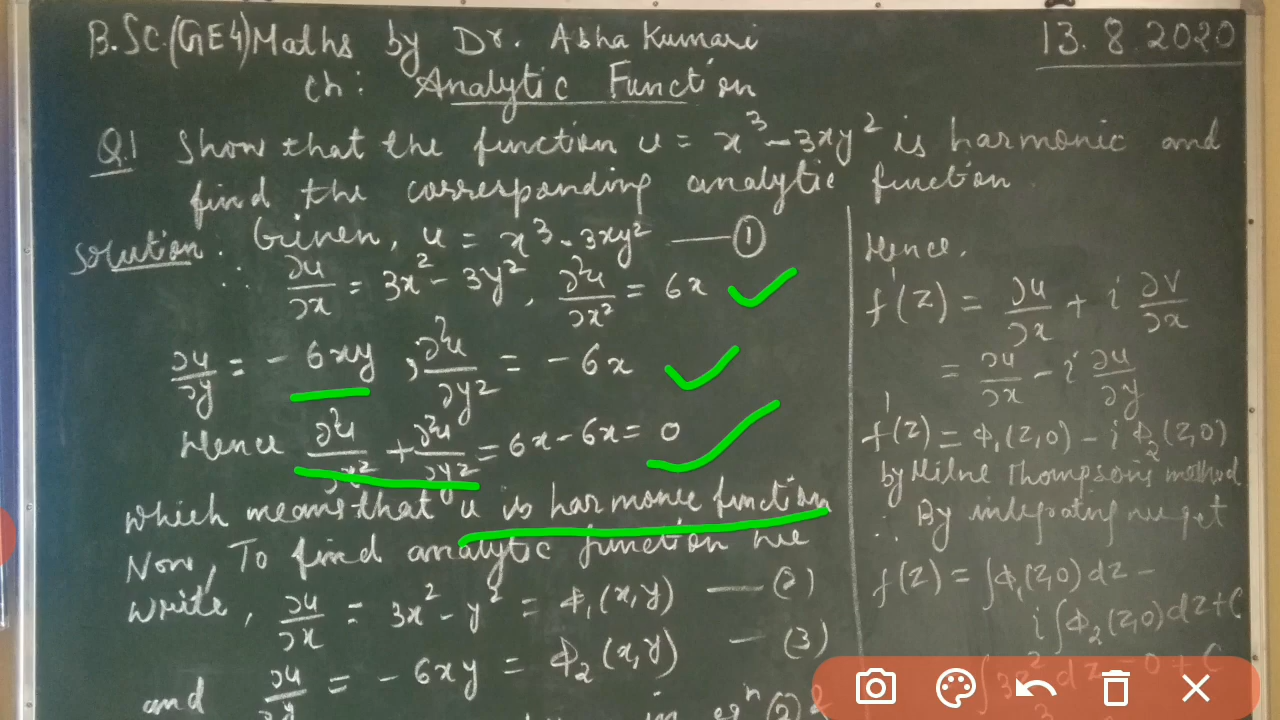 B.Sc.(GE4)Maths by Dr. Abha Kumari 13.8.2020
Ch: Analytic Function
Q.1 Show that the function u = x³-3xy² is harmonic and
find the corresponding analytic function
Solution. Given, u = x³-3xy² —①
∴ ∂u/∂x = 3x²-3y², ∂²u/∂x² = 6x
∂u/∂y = -6xy, ∂²u/∂y² = -6x
Hence ∂²u/∂x² + ∂²u/∂y² = 6x-6x = 0
which means that u is harmonic function
Now, To find analytic function we
write, ∂u/∂x = 3x²-y² = Φ₁(x,y) —(2)
and ∂u/∂y = -6xy = Φ₂(x,y) —(3)
Hence,
f'(z) = ∂u/∂x + i ∂v/∂x
= ∂u/∂x - i ∂u/∂y
f'(z) = Φ₁(z,0) - i Φ₂(z,0)
by Milne Thompson's method
∴ By integrating we get
f(z) = ∫Φ₁(z,0)dz -
i∫Φ₂(z,0)dz+C
∫3z²dz-0+C